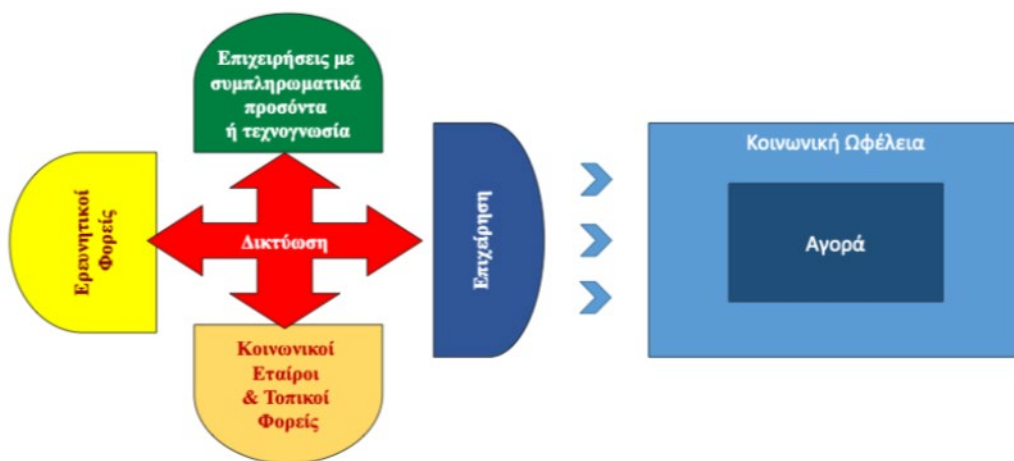 Επιχειρήσεις με
συμπληρωματικά
προσόντα
ή τεχνογνωσία
Ερευνητικοί
Φορείς
Δικτύωση
Επιχείρηση
Κοινωνικοί
Εταίροι
& Τοπικοί
Φορείς
Κοινωνική Ωφέλεια
Αγορά